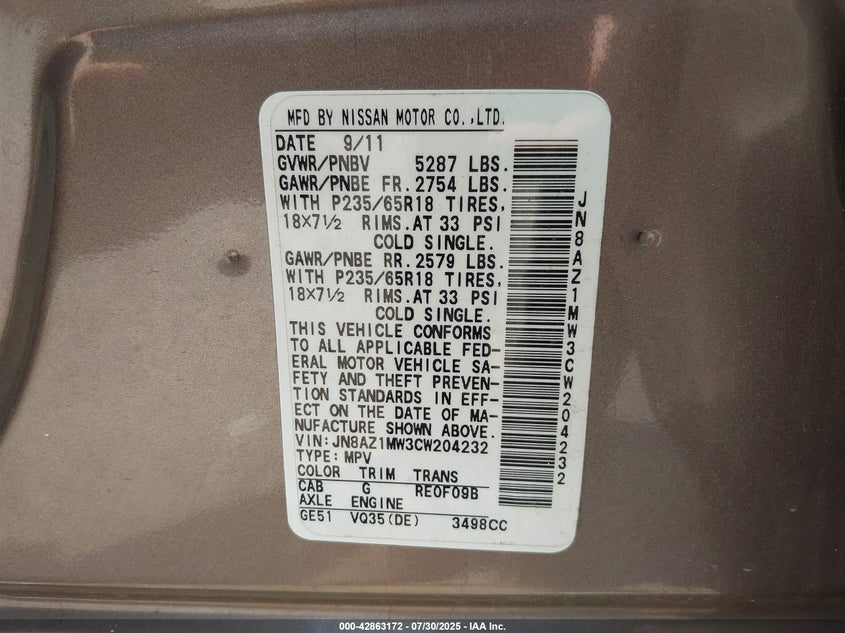 MFD BY NISSAN MOTOR CO.,LTD.
DATE 9/11
GVWR/PNBV 5287 LBS.
GAWR/PNBE FR. 2754 LBS.
WITH P235/65R18 TIRES,
18X7½ RIMS.AT 33 PSI
COLD SINGLE.
GAWR/PNBE RR. 2579 LBS.
WITH P235/65R18 TIRES,
18X7½ RIMS.AT 33 PSI
COLD SINGLE.
THIS VEHICLE CONFORMS
TO ALL APPLICABLE FED-
ERAL MOTOR VEHICLE SA-
FETY AND THEFT PREVEN-
TION STANDARDS IN EFF-
ECT ON THE DATE OF MA-
NUFACTURE SHOWN ABOVE.
VIN:JN8AZ1MW3CW204232
TYPE:MPV
COLOR TRIM TRANS
CAB G RE0F09B
AXLE ENGINE
GE51 VQ35(DE) 3498CC
JN8AZ1MW3CW204232
000-42863172 - 07/30/2025 - IAA Inc.